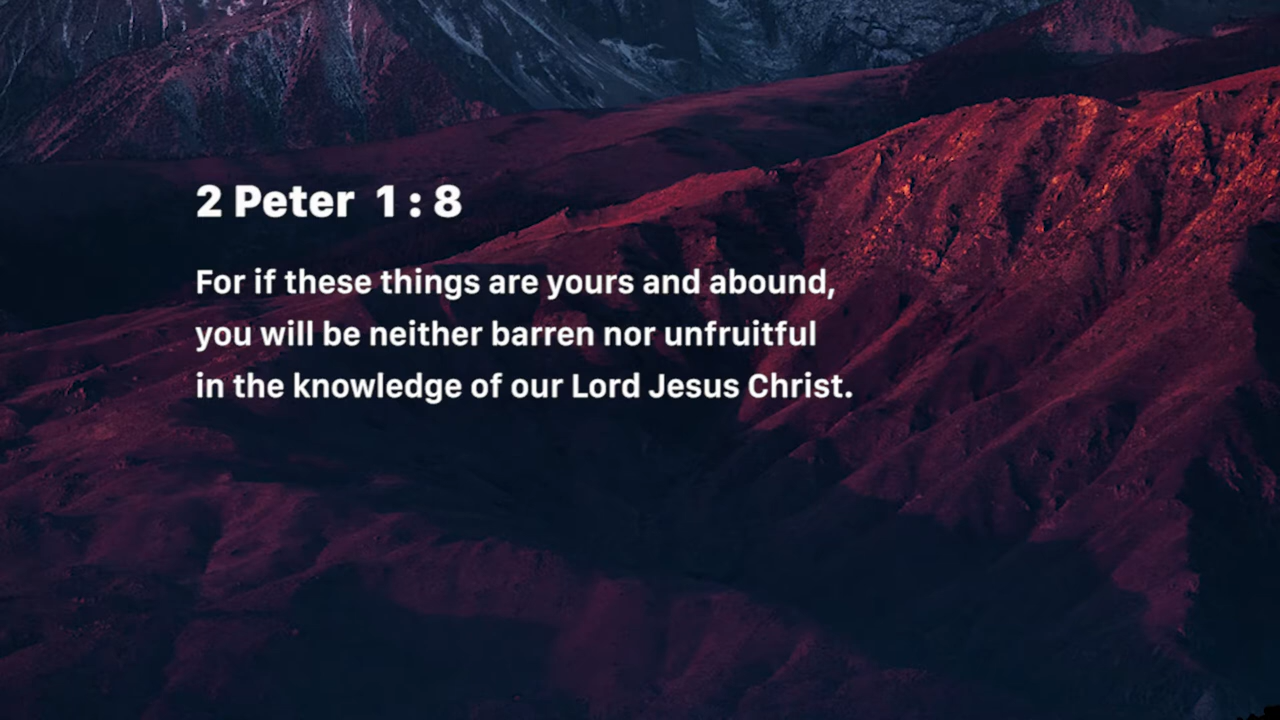 2 Peter 1 : 8
For if these things are yours and abound,
you will be neither barren nor unfruitful
in the knowledge of our Lord Jesus Christ.